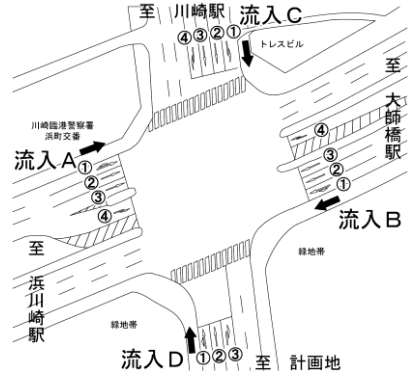 至 川崎駅 流入C
④③②①
トレスビル
至 大師橋駅
川崎臨港警察署
浜町交番
流入A
①
②
③
④
④
③
②
①
流入B
至 浜川崎駅
緑地帯
緑地帯
流入D
①②③
至 計画地